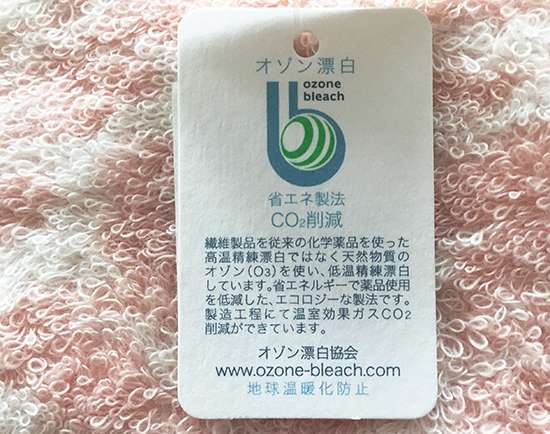 オゾン漂白
ozone
bleach
省エネ製法
CO₂削減
繊維製品を従来の化学薬品を使った
高温精練漂白ではなく天然物質の
オゾン(O₃)を使い、低温精練漂白
しています。省エネルギーで薬品使用
を低減した、エコロジーな製法です。
製造工程にて温室効果ガスCO₂
削減ができています。
オゾン漂白協会
www.ozone-bleach.com
地球温暖化防止